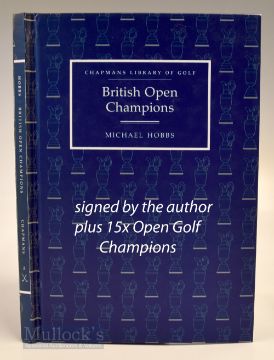 CHAPMANS LIBRARY OF GOLF
British Open
Champions
MICHAEL HOBBS
signed by the author
plus 15x Open Golf
Champions
HOBBS
BRITISH OPEN CHAMPIONS
CHAPMANS
Mullock's